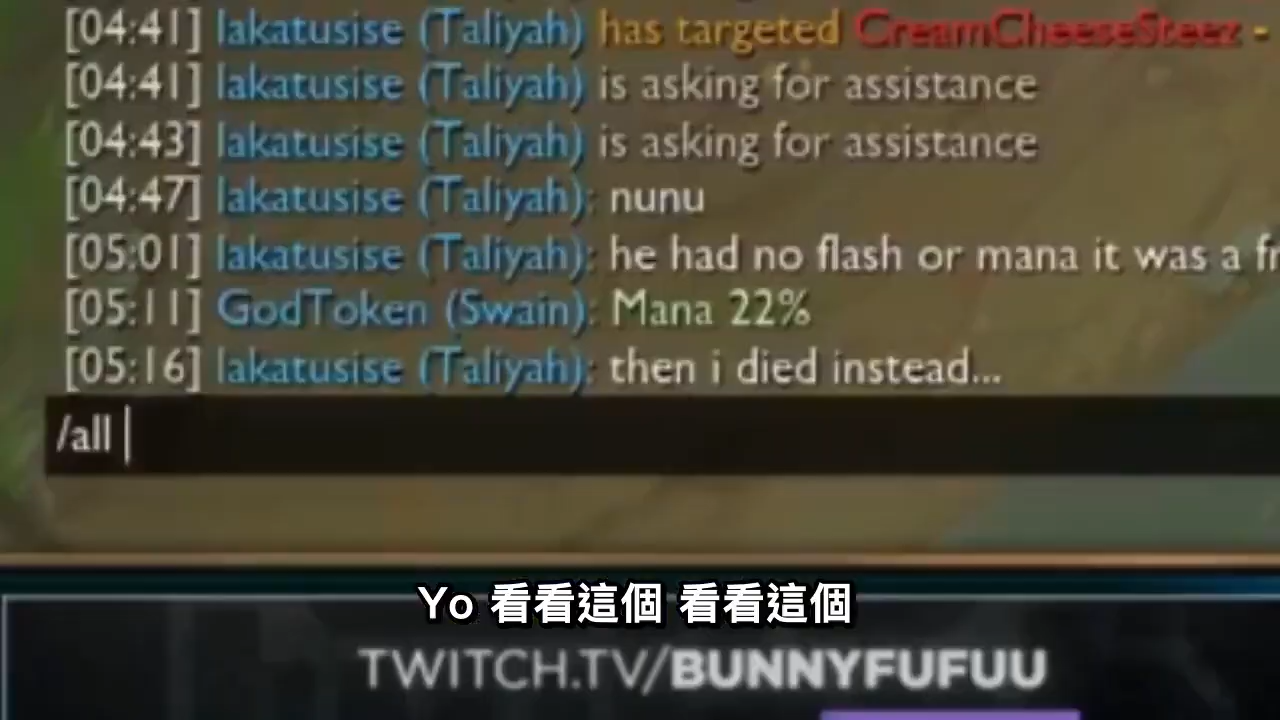 [04:41] lakatusise (Taliyah) has targeted CreamCheeseSteez -
[04:41] lakatusise (Taliyah) is asking for assistance
[04:43] lakatusise (Taliyah) is asking for assistance
[04:47] lakatusise (Taliyah): nunu
[05:01] lakatusise (Taliyah): he had no flash or mana it was a fr
[05:11] GodToken (Swain): Mana 22%
[05:16] lakatusise (Taliyah): then i died instead...
/all
Yo 看看這個 看看這個
TWITCH.TV/BUNNYFUFUU